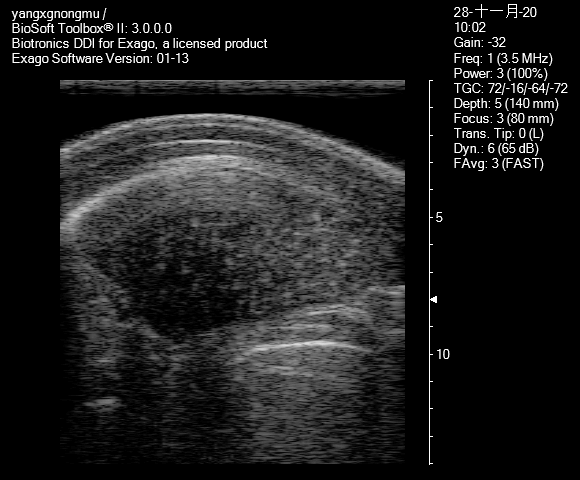 yangxgnongmu /
BioSoft Toolbox® II: 3.0.0.0
Biotronics DDI for Exago, a licensed product
Exago Software Version: 01-13
28-十一月-20
10:02
Gain: -32
Freq: 1 (3.5 MHz)
Power: 3 (100%)
TGC: 72/-16/-64/-72
Depth: 5 (140 mm)
Focus: 3 (80 mm)
Trans. Tip: 0 (L)
Dyn.: 6 (65 dB)
FAvg: 3 (FAST)
5
10